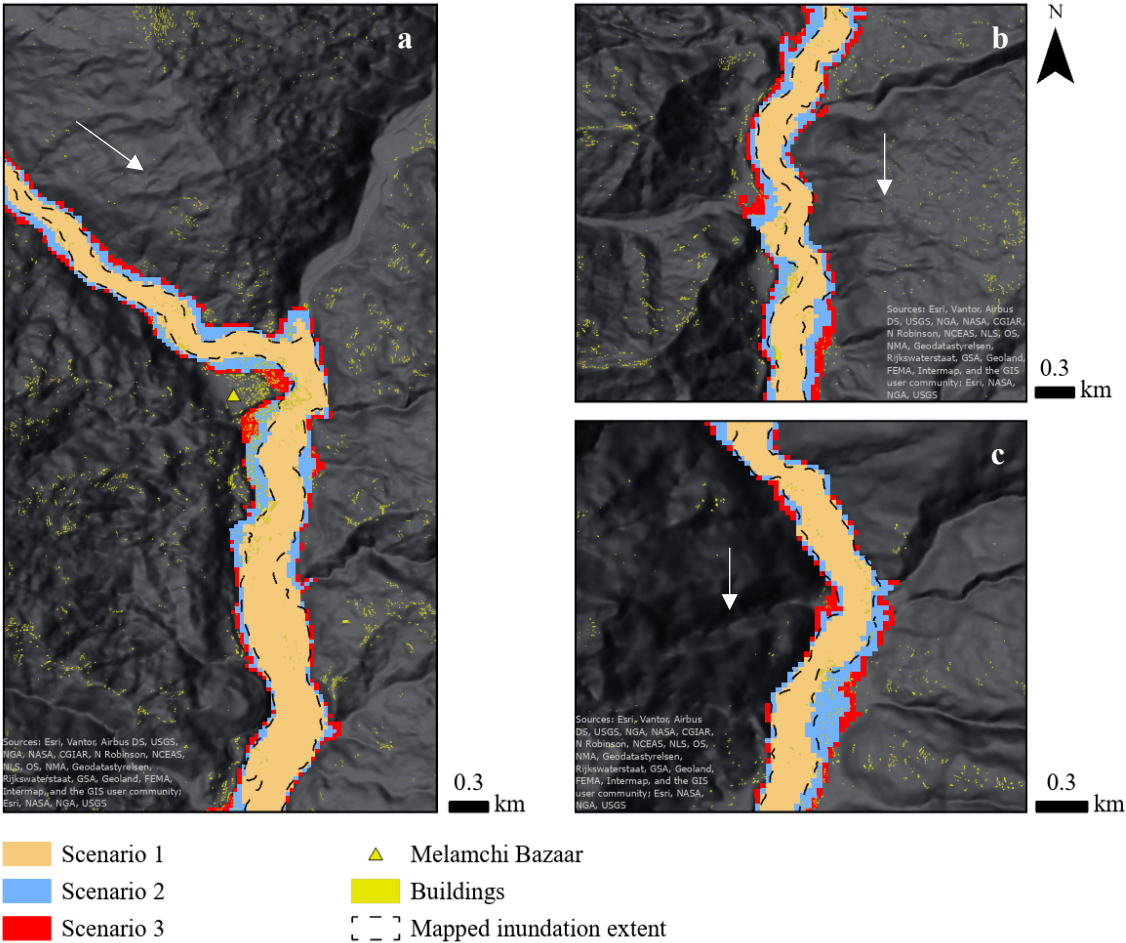 a
b
N
Sources: Esri, Vantor, Airbus
DS, USGS, NGA, NASA, CGIAR,
N Robinson, NCEAS, NLS, OS,
NMA, Geodatastyrelsen,
Rijkswaterstaat, GSA, Geoland,
FEMA, Intermap, and the GIS
user community; Esri, NASA,
NGA, USGS
0.3
km
c
Sources: Esri, Vantor, Airbus
DS, USGS, NGA, NASA, CGIAR,
N Robinson, NCEAS, NLS, OS,
NMA, Geodatastyrelsen,
Rijkswaterstaat, GSA, Geoland,
FEMA, Intermap, and the GIS
user community; Esri, NASA,
NGA, USGS
0.3
km
Sources: Esri, Vantor, Airbus DS, USGS,
NGA, NASA, CGIAR, N Robinson, NCEAS,
NLS, OS, NMA, Geodatastyrelsen,
Rijkswaterstaat, GSA, Geoland, FEMA,
Intermap, and the GIS user community;
Esri, NASA, NGA, USGS
0.3
km
Scenario 1
Scenario 2
Scenario 3
Melamchi Bazaar
Buildings
Mapped inundation extent